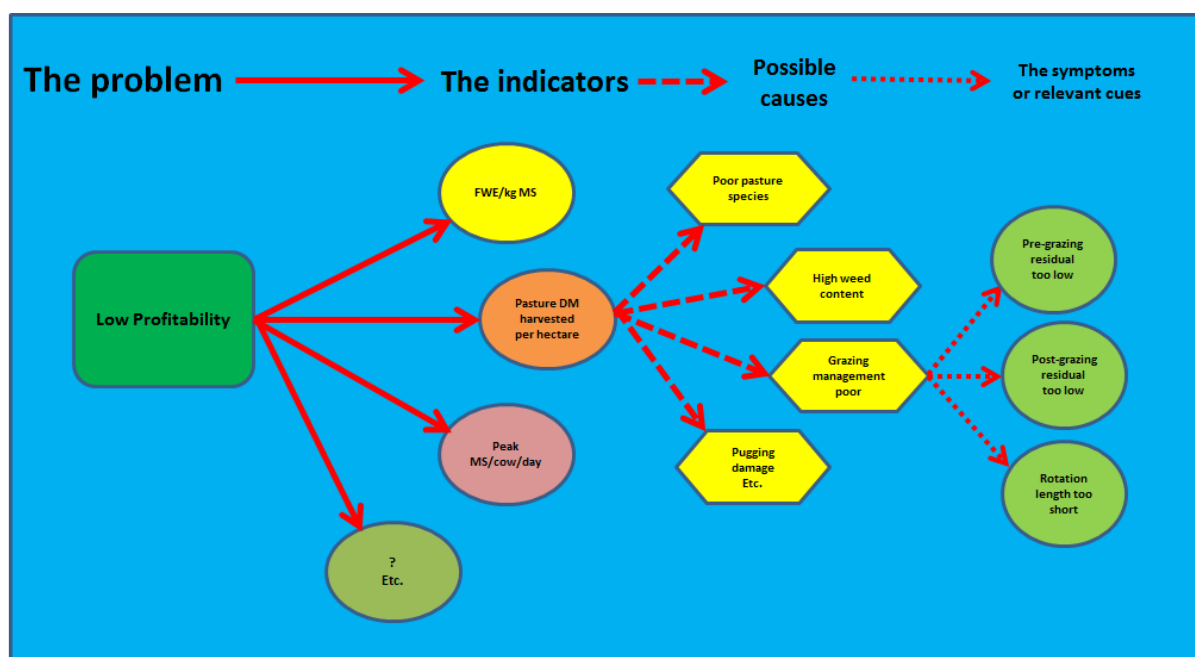 The problem
The indicators
Possible
causes
The symptoms
or relevant cues
FWE/kg MS
Poor pasture
species
Pre-grazing
residual
too low
High weed
content
Low Profitability
Pasture DM
harvested
per hectare
Grazing
management
poor
Post-grazing
residual
too low
Peak
MS/cow/day
Pugging
damage
Etc.
Rotation
length too
short
?
Etc.